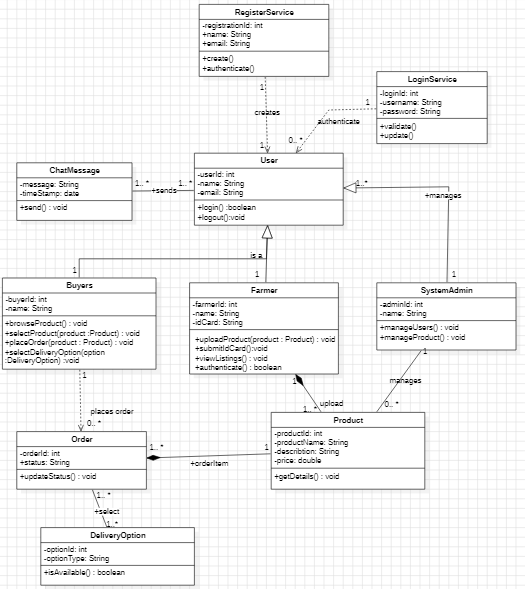 RegisterService
-registrationId: int
+name: String
+email: String
+create()
+authenticate()
1
creates
1
LoginService
-loginId: int
-username: String
-password: String
+validate()
+update()
1
authenticate
0.. *
User
-userId: int
-name: String
-email: String
+login() :boolean
+logout():void
ChatMessage
-message: String
-timeStamp: date
+send() : void
1.. *
+sends
1.. *
1.. *
+manages
1
is a
1
1
Buyers
-buyerId: int
-name: String
+browseProduct() : void
+selectProduct(product :Product) : void
+placeOrder(product : Product) : void
+selectDeliveryOption(option
:DeliveryOption) :void
Farmer
-farmerId: int
-name: String
-idCard: String
+uploadProduct(product : Product) : void
+submitIdCard():void
+viewListings() : void
+authenticate() : boolean
SystemAdmin
-adminId: int
-name: String
+manageUsers() : void
+manageProduct() : void
1
places order
0.. *
1
upload
1.. *
1
manages
0.. *
Order
-orderId: int
+status: String
+updateStatus() : void
1.. *
+orderItem
1
Product
-productId: int
-productName: String
-describtion: String
-price: double
+getDetails() : void
1.. *
+select
1.. *
DeliveryOption
-optionId: int
-optionType: String
+isAvailable() : boolean